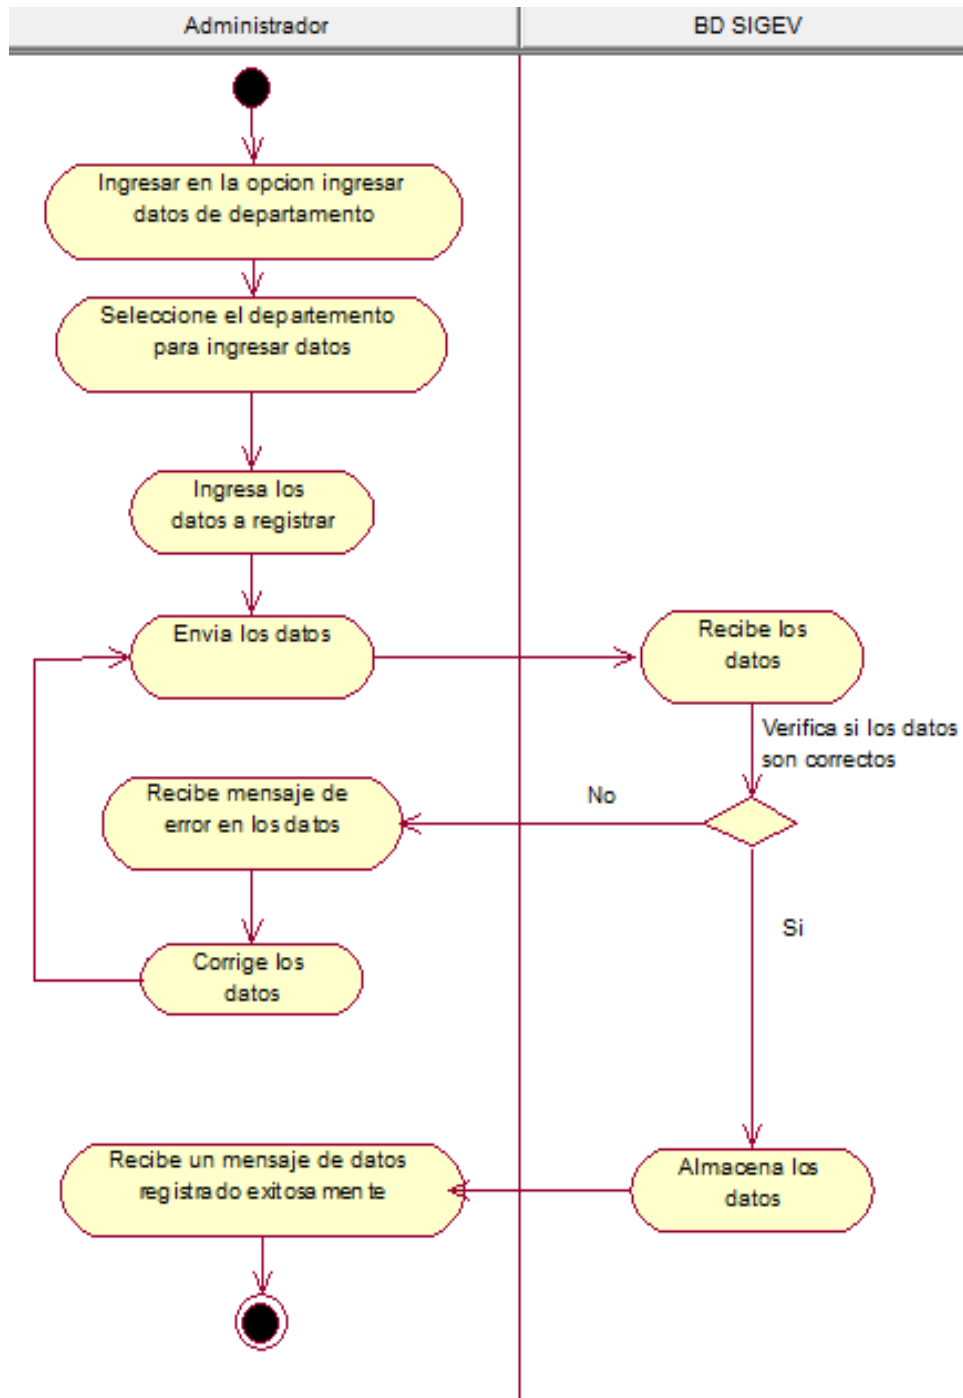 Administrador
BD SIGEV
Ingresar en la opcion ingresar
datos de departamento
Seleccione el departemento
para ingresar datos
Ingresa los
datos a registrar
Envia los datos
Recibe los
datos
Verifica si los datos
son correctos
No
Recibe mensaje de
error en los datos
Si
Corrige los
datos
Recibe un mensaje de datos
registrado exitosamente
Almacena los
datos